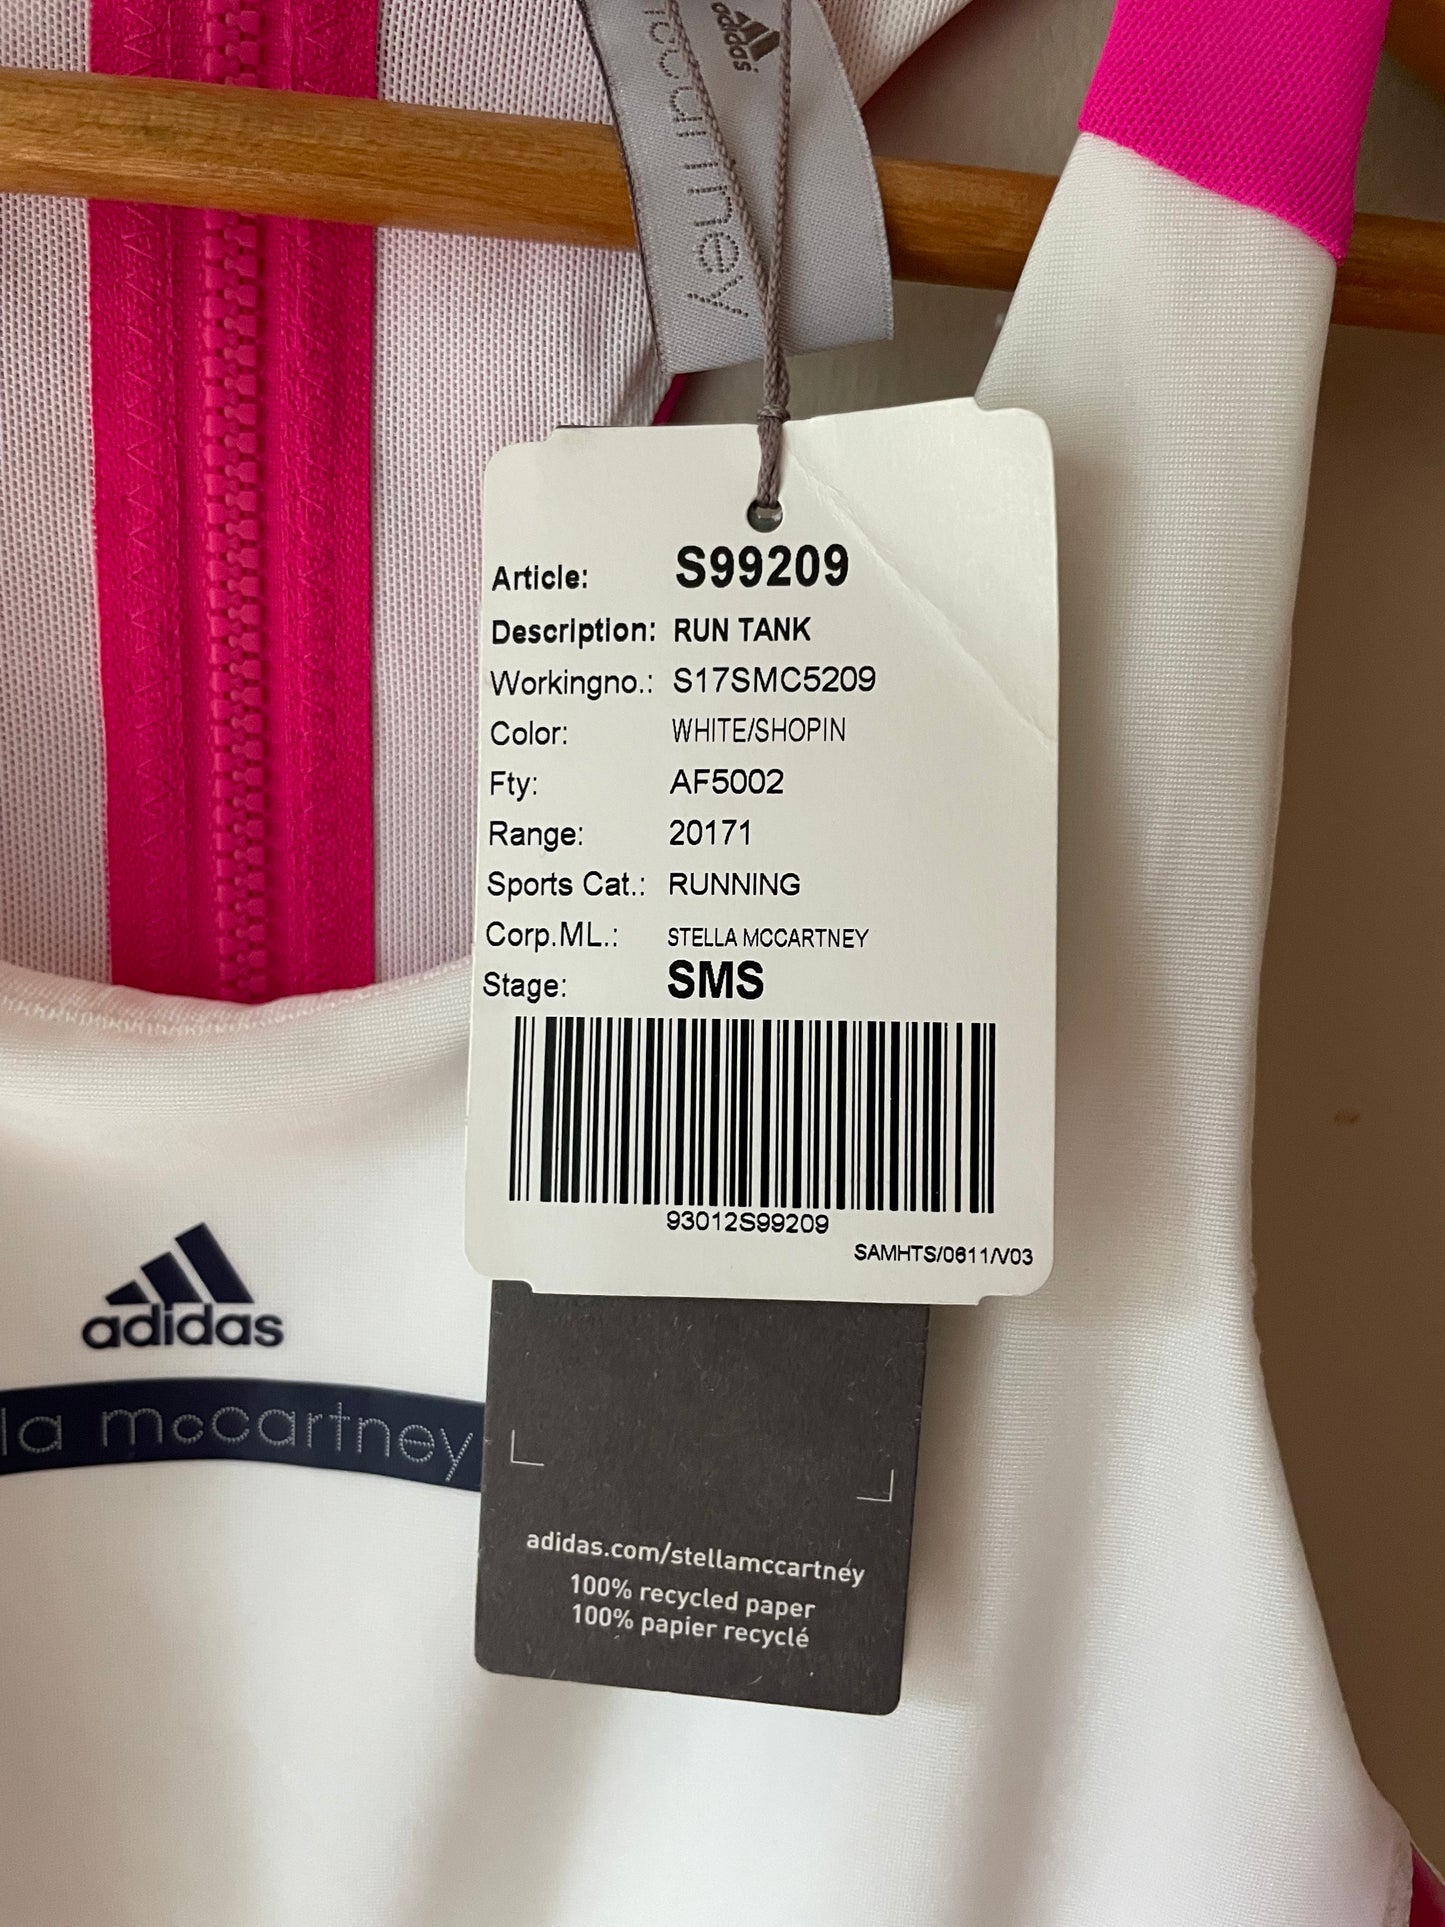 adidas
Article: S99209
Description: RUN TANK
Workingno.: S17SMC5209
Color: WHITE/SHOPIN
Fty: AF5002
Range: 20171
Sports Cat.: RUNNING
Corp.ML.: STELLA MCCARTNEY
Stage: SMS
93012S99209
SAMHTS/0611/V03
adidas
la mcCartney
adidas.com/stellamccartney
100% recycled paper
100% papier recyclé